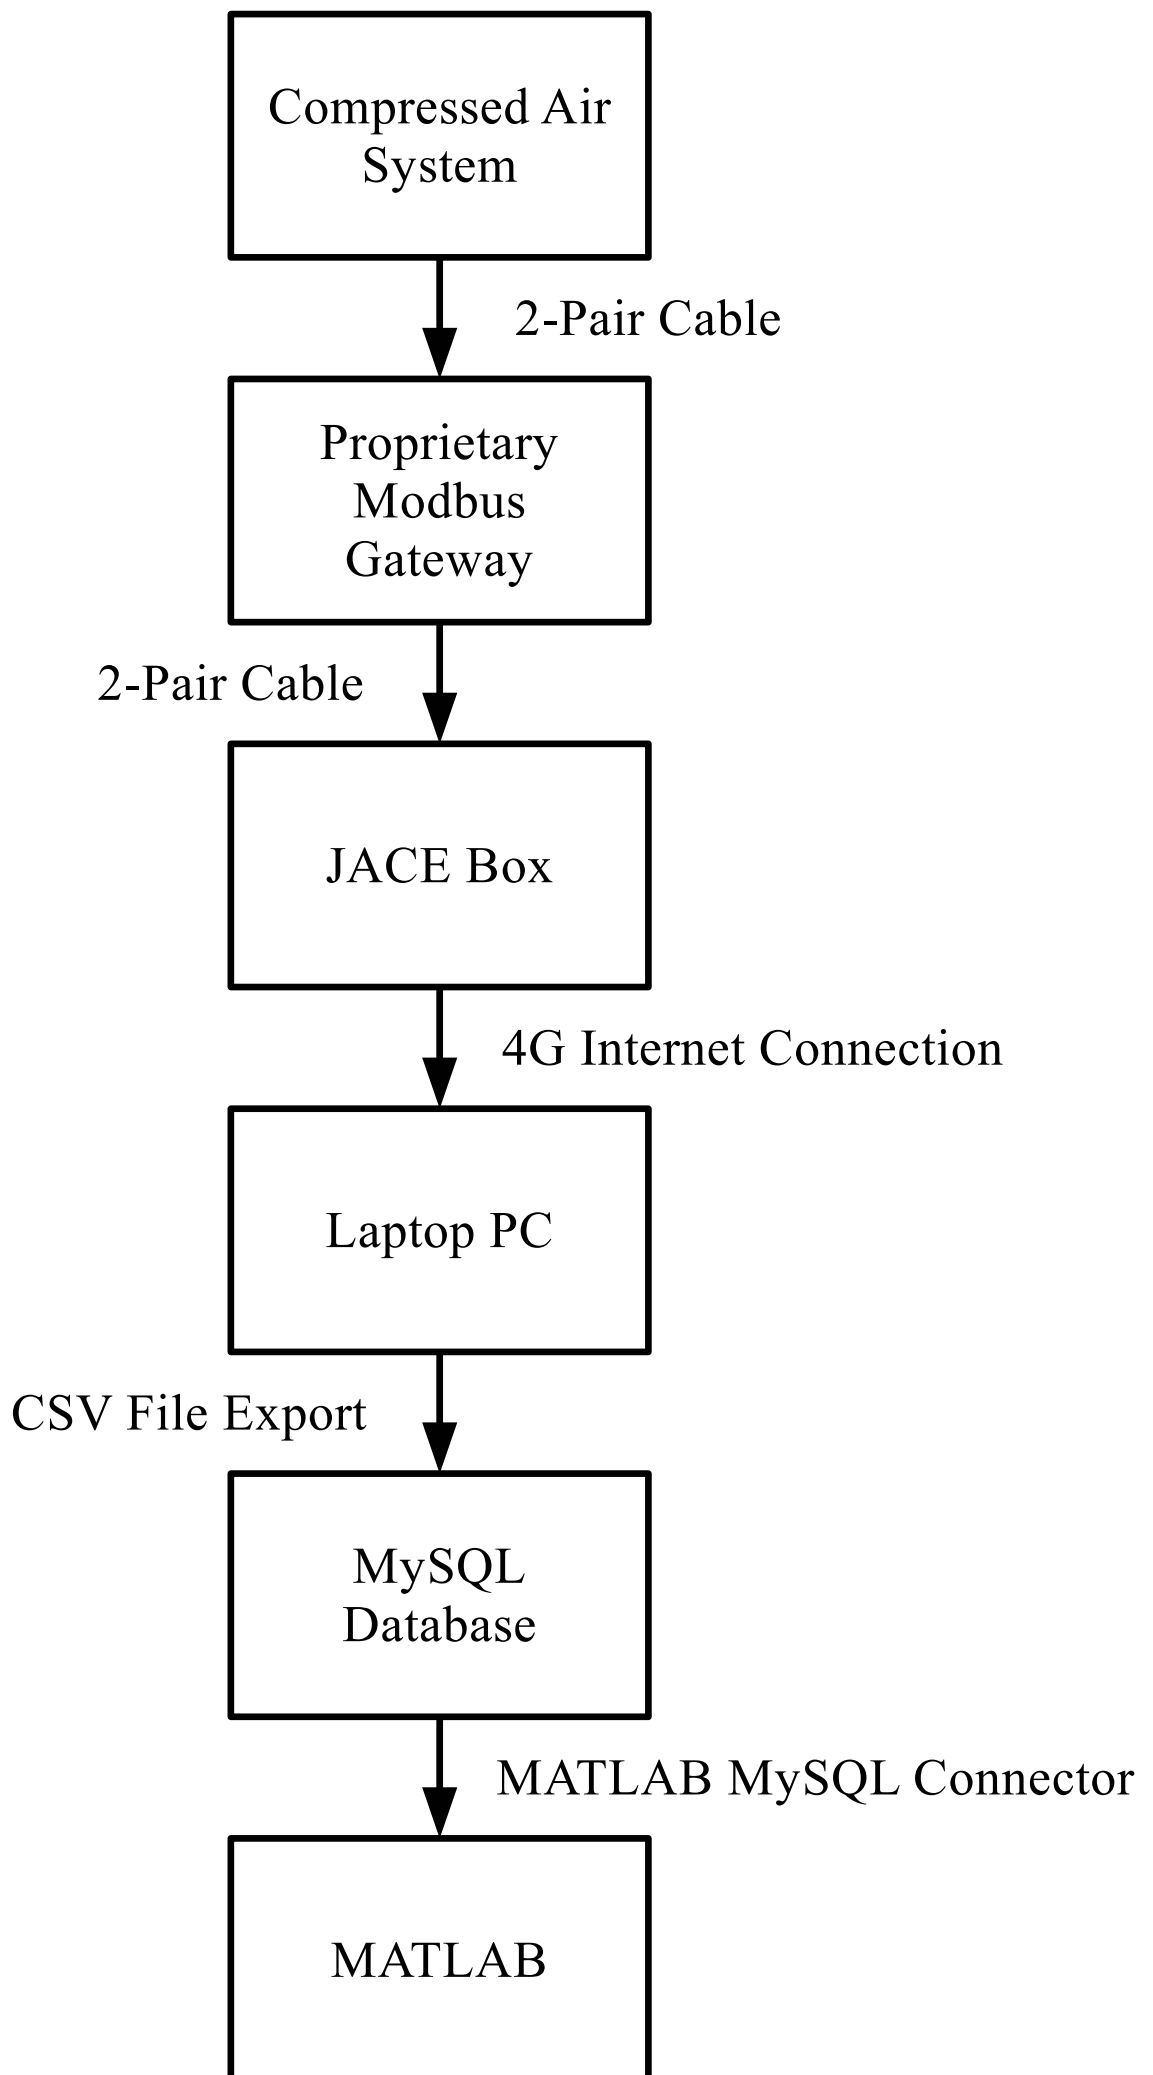 Compressed Air
System
2-Pair Cable
Proprietary
Modbus
Gateway
2-Pair Cable
JACE Box
4G Internet Connection
Laptop PC
CSV File Export
MySQL
Database
MATLAB MySQL Connector
MATLAB